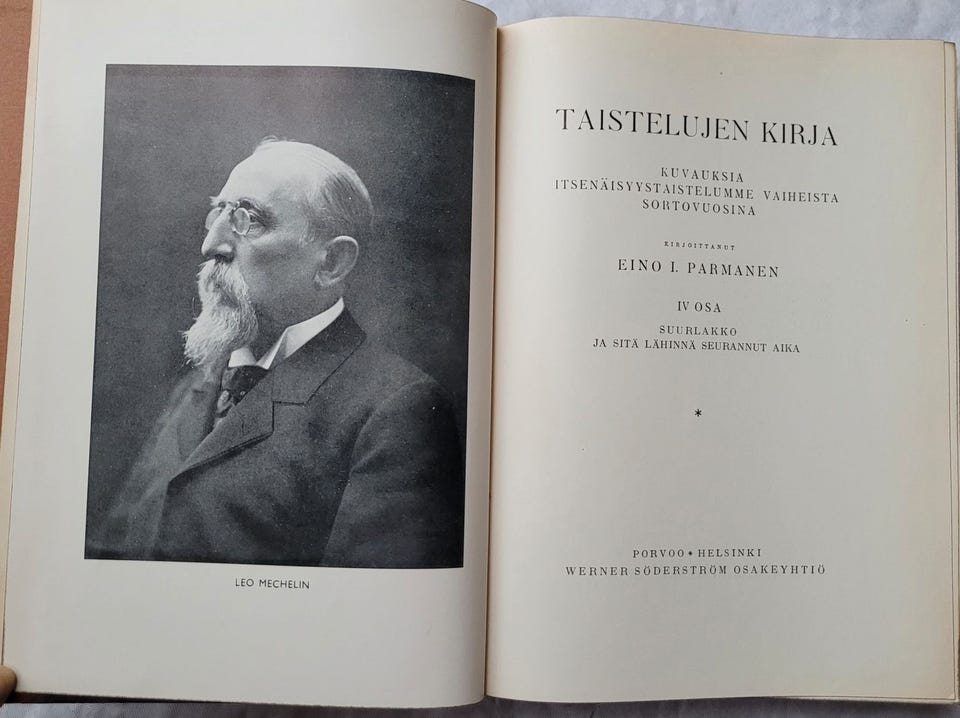 LEO MECHELIN
TAISTELUJEN KIRJA
KUVAUKSIA
ITSENÄISYYSTAISTELUMME VAIHEISTA
SORTOVUOSINA
KIRJOITTANUT
EINO I. PARMANEN
IV OSA
SUURLAKKO
JA SITÄ LÄHINNÄ SEURANNUT AIKA
*
PORVOO * HELSINKI
WERNER SÖDERSTRÖM OSAKEYHTIÖ